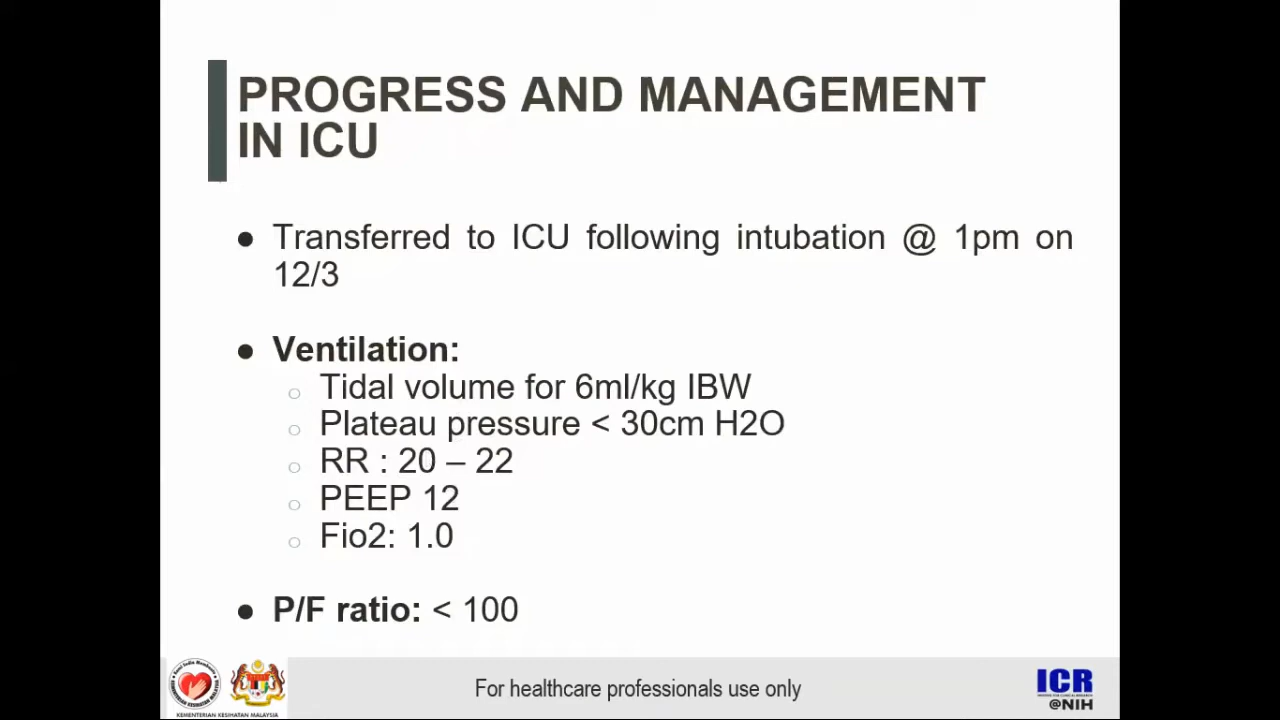 PROGRESS AND MANAGEMENT
IN ICU
● Transferred to ICU following intubation @ 1pm on
12/3
● Ventilation:
○ Tidal volume for 6ml/kg IBW
○ Plateau pressure < 30cm H2O
○ RR : 20 – 22
○ PEEP 12
○ Fio2: 1.0
● P/F ratio: < 100
KEMENTERIAN KESIHATAN MALAYSIA
For healthcare professionals use only
ICR
@NIH